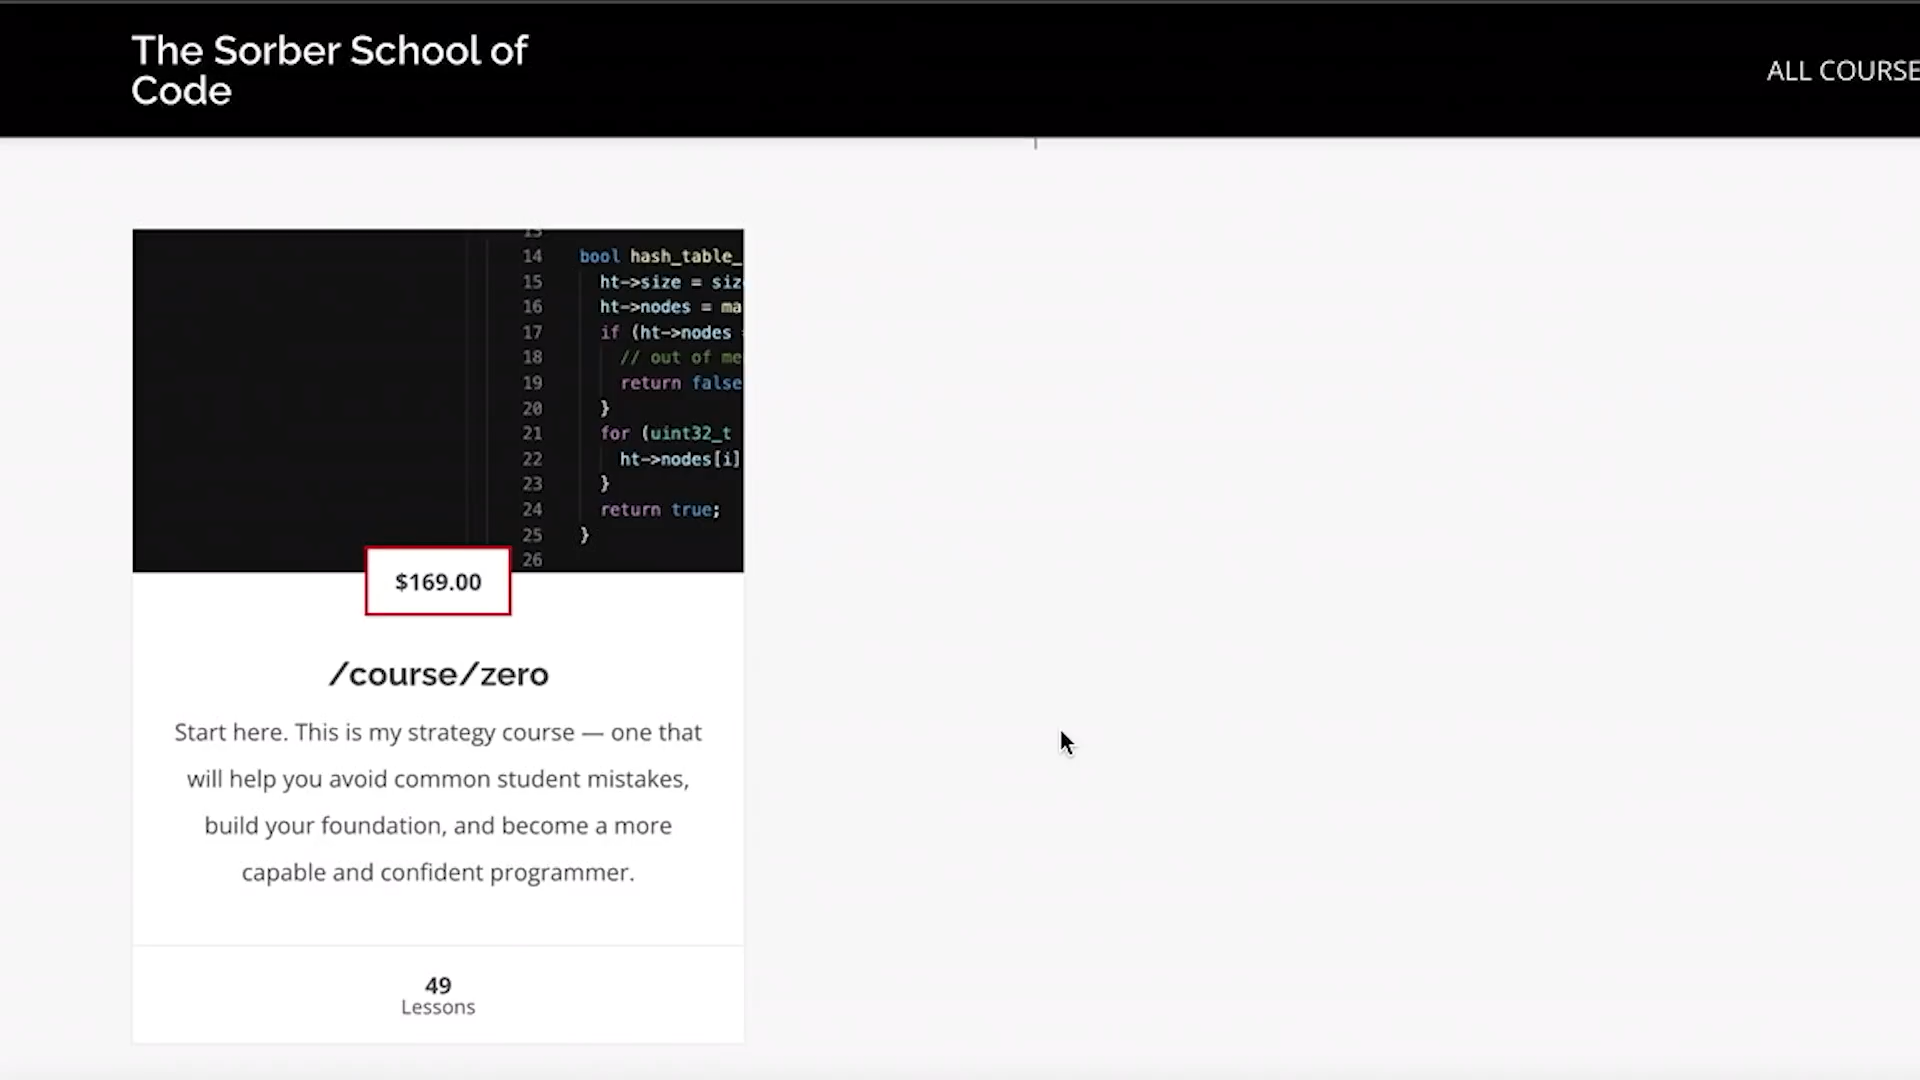 The Sorber School of
Code
ALL COURSE
14 bool hash_table_
15 ht->size = siz
16 ht->nodes = ma
17 if (ht->nodes
18 // out of me
19 return false
20 }
21 for (uint32_t
22 ht->nodes[i]
23 }
24 return true;
25 }
26
$169.00
/course/zero
Start here. This is my strategy course — one that
will help you avoid common student mistakes,
build your foundation, and become a more
capable and confident programmer.
49
Lessons